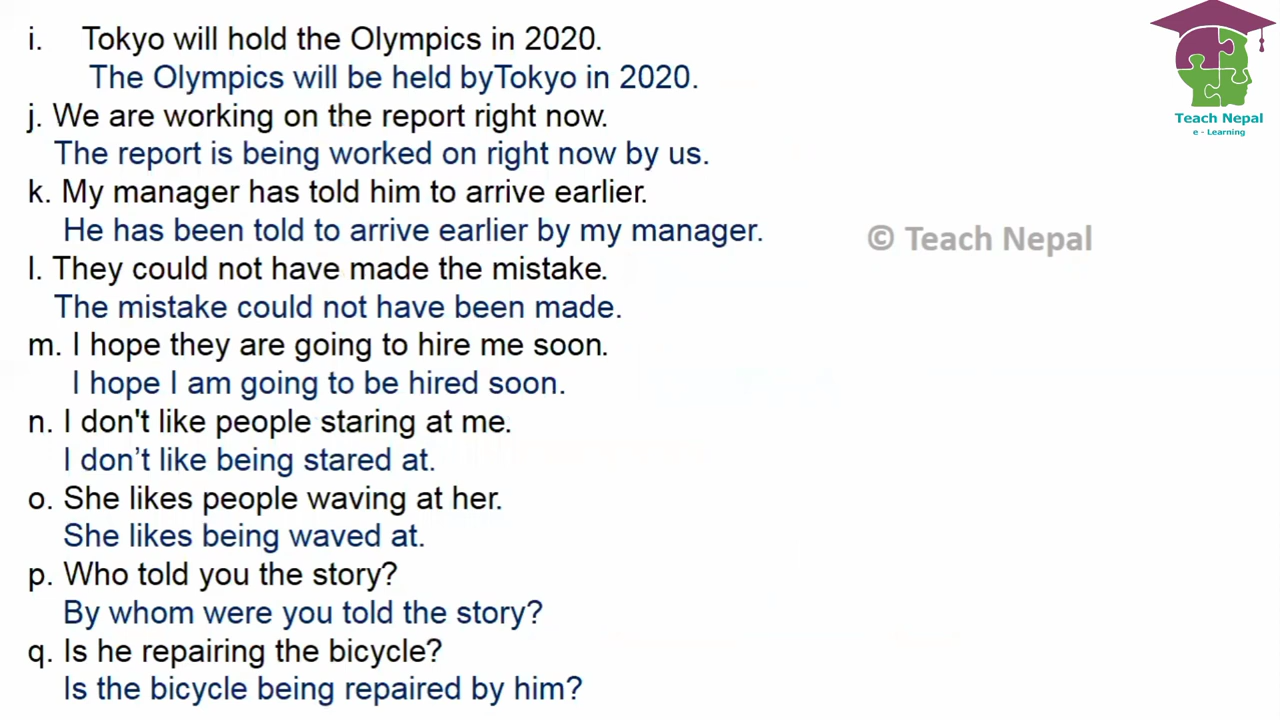 i. Tokyo will hold the Olympics in 2020.
The Olympics will be held byTokyo in 2020.
j. We are working on the report right now.
The report is being worked on right now by us.
k. My manager has told him to arrive earlier.
He has been told to arrive earlier by my manager.
l. They could not have made the mistake.
The mistake could not have been made.
m. I hope they are going to hire me soon.
I hope I am going to be hired soon.
n. I don't like people staring at me.
I don’t like being stared at.
o. She likes people waving at her.
She likes being waved at.
p. Who told you the story?
By whom were you told the story?
q. Is he repairing the bicycle?
Is the bicycle being repaired by him?
Teach Nepal
e - Learning
© Teach Nepal